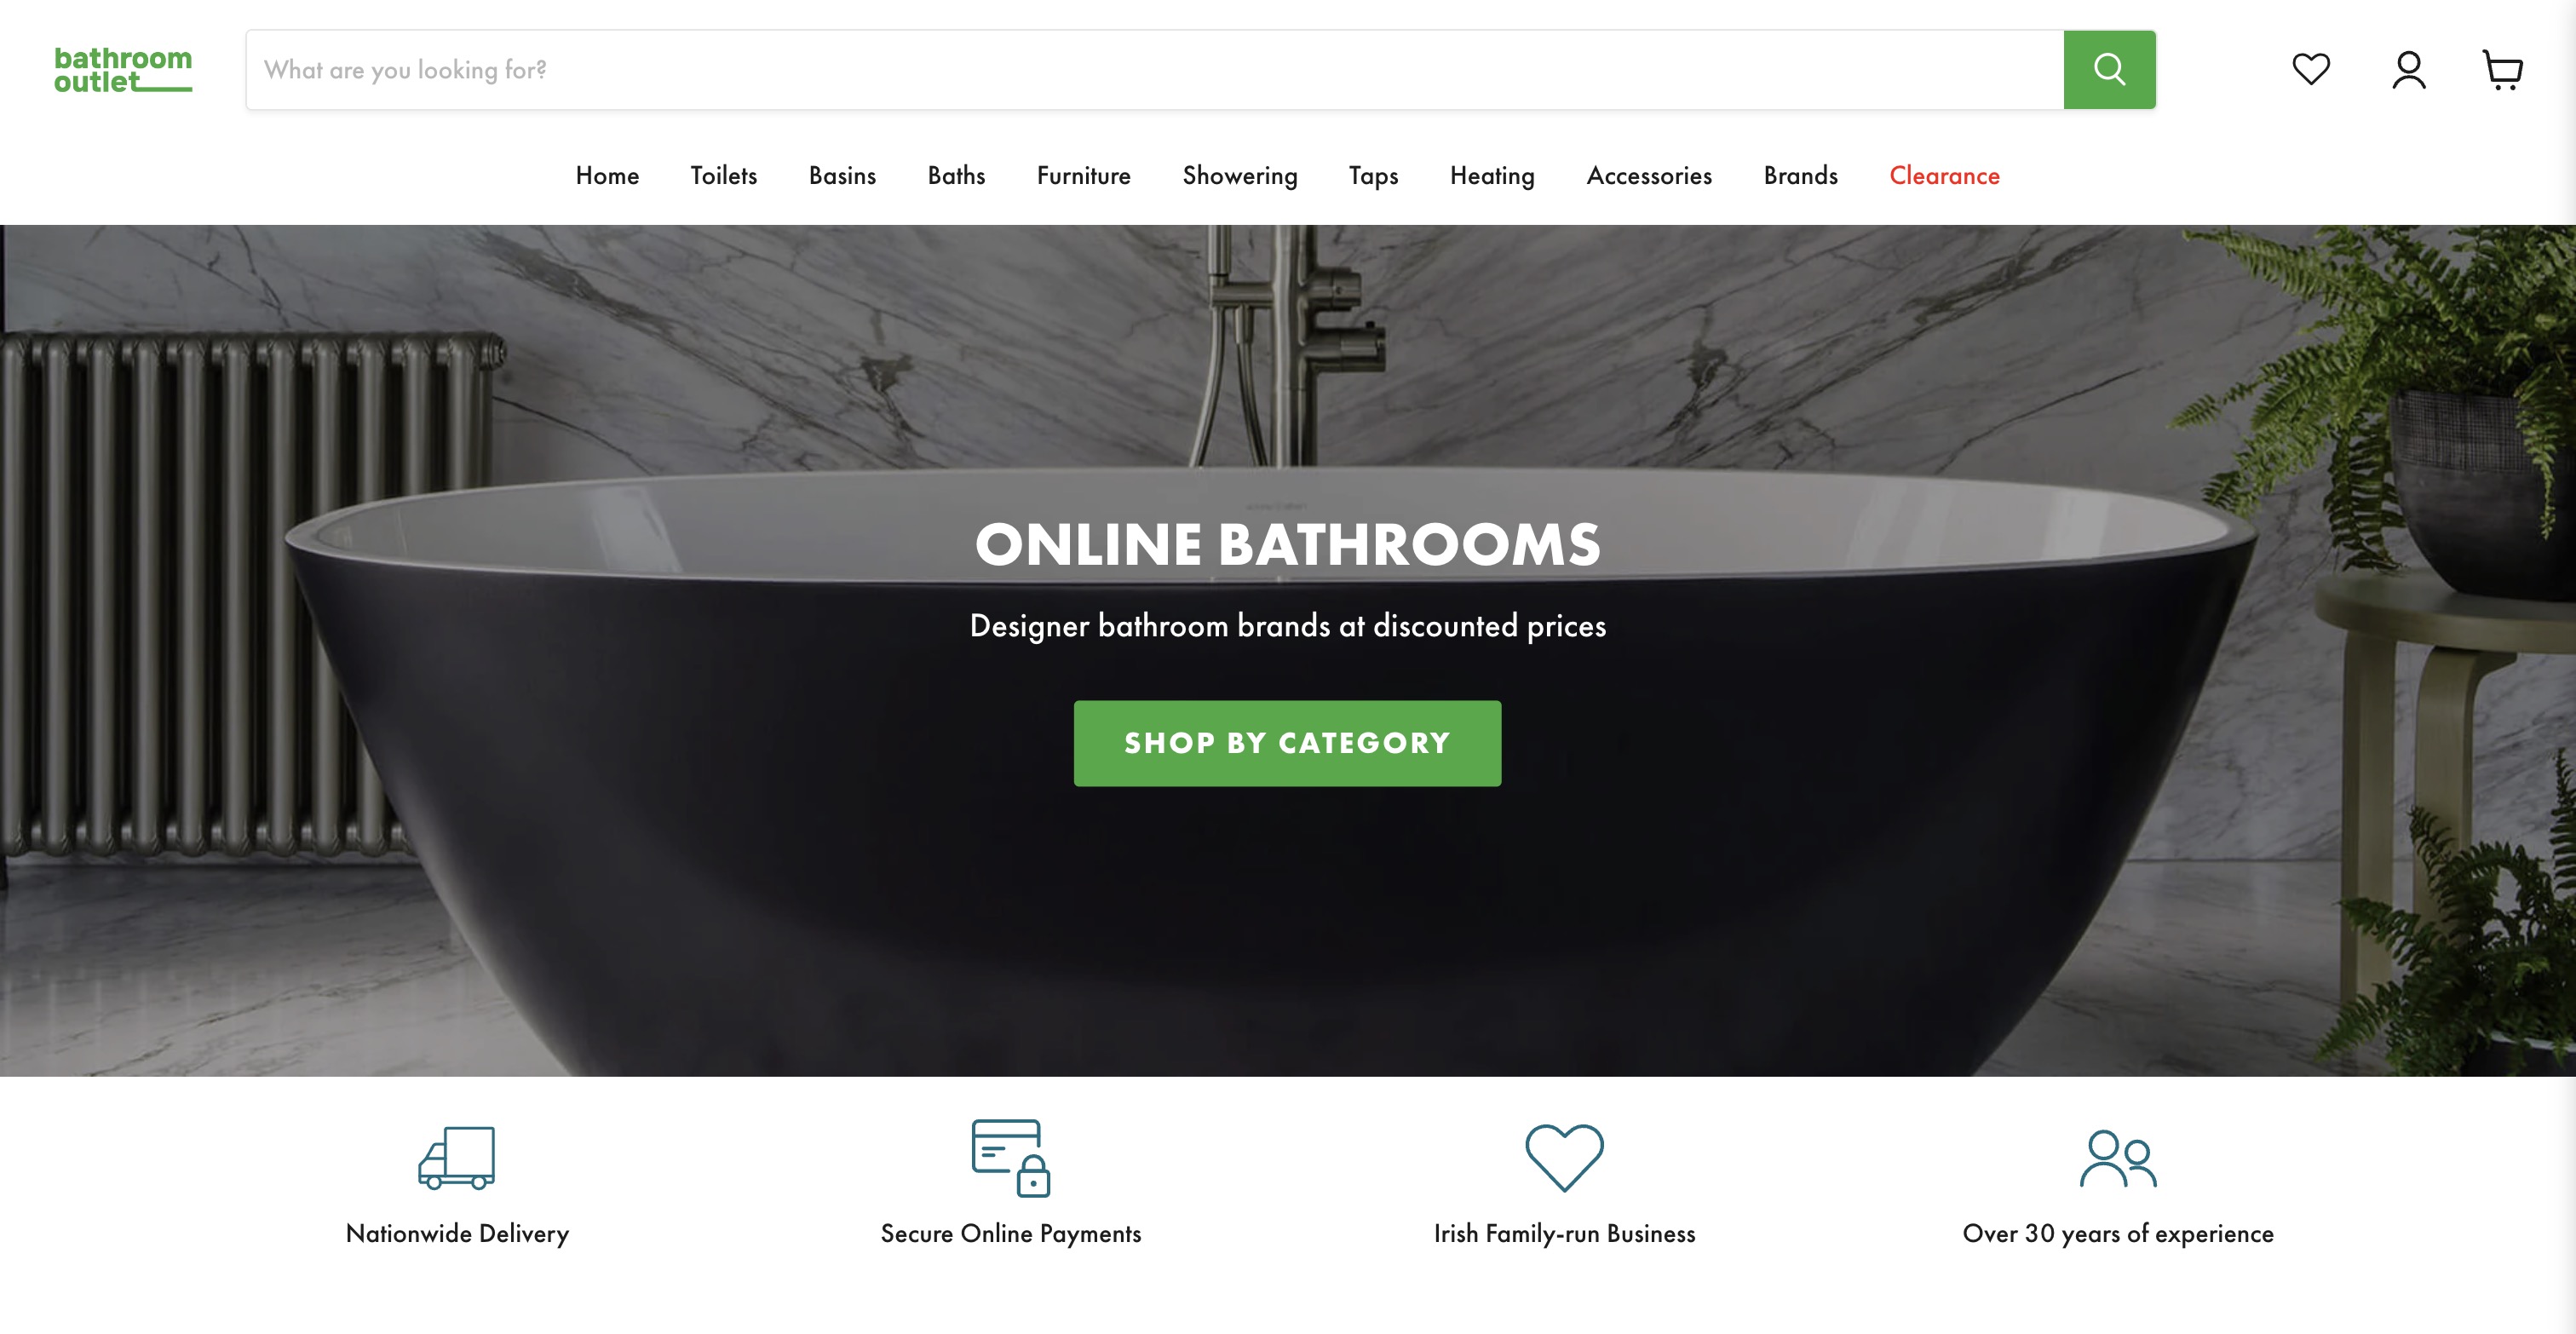 bathroom
outlet
What are you looking for?
Home Toilets Basins Baths Furniture Showering Taps Heating Accessories Brands Clearance
ONLINE BATHROOMS
Designer bathroom brands at discounted prices
SHOP BY CATEGORY
Nationwide Delivery Secure Online Payments Irish Family-run Business Over 30 years of experience